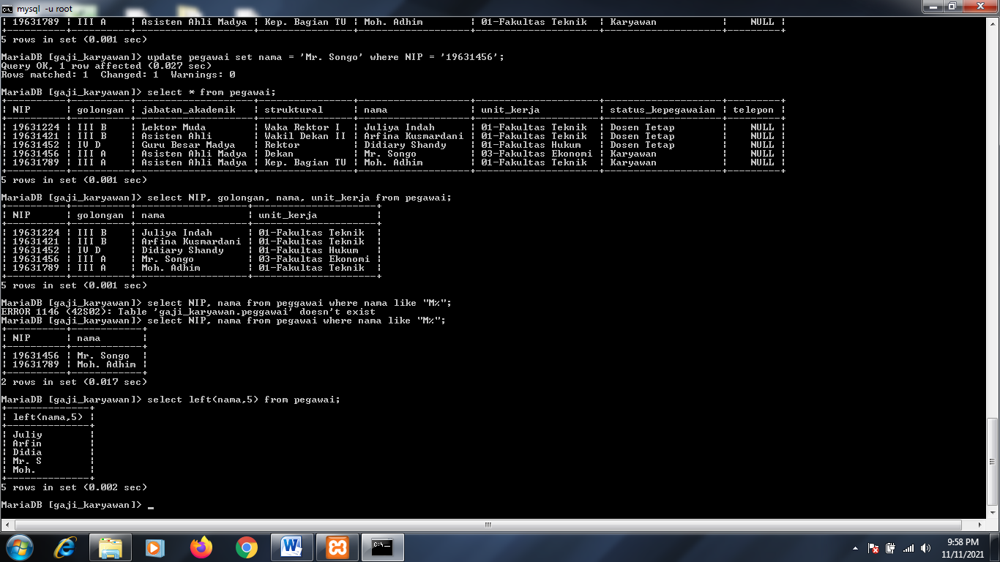 mysql -u root
| 19631789 | III A | Asisten Ahli Madya | Kep. Bagian TU | Moh. Adhim | 01-Fakultas Teknik | Karyawan | NULL |
5 rows in set (0.001 sec)
MariaDB [gaji_karyawan]> update pegawai set nama = 'Mr. Songo' where NIP = '19631456';
Query OK, 1 row affected (0.027 sec)
Rows matched: 1 Changed: 1 Warnings: 0
MariaDB [gaji_karyawan]> select * from pegawai;
| NIP | golongan | jabatan_akademik | struktural | nama | unit_kerja | status_kepegawaian | telepon |
| 19631224 | III B | Lektor Muda | Waka Rektor I | Juliya Indah | 01-Fakultas Teknik | Dosen Tetap | NULL |
| 19631421 | III B | Asisten Ahli | Wakil Dekan II | Arfina Kusmardani | 01-Fakultas Teknik | Dosen Tetap | NULL |
| 19631452 | IV D | Guru Besar Madya | Rektor | Didiary Shandy | 01-Fakultas Hukum | Dosen Tetap | NULL |
| 19631456 | III A | Asisten Ahli Madya | Dekan | Mr. Songo | 03-Fakultas Ekonomi | Karyawan | NULL |
| 19631789 | III A | Asisten Ahli Madya | Kep. Bagian TU | Moh. Adhim | 01-Fakultas Teknik | Karyawan | NULL |
5 rows in set (0.001 sec)
MariaDB [gaji_karyawan]> select NIP, golongan, nama, unit_kerja from pegawai;
| NIP | golongan | nama | unit_kerja |
| 19631224 | III B | Juliya Indah | 01-Fakultas Teknik |
| 19631421 | III B | Arfina Kusmardani | 01-Fakultas Teknik |
| 19631452 | IV D | Didiary Shandy | 01-Fakultas Hukum |
| 19631456 | III A | Mr. Songo | 03-Fakultas Ekonomi |
| 19631789 | III A | Moh. Adhim | 01-Fakultas Teknik |
5 rows in set (0.001 sec)
MariaDB [gaji_karyawan]> select NIP, nama from peggawai where nama like "M%";
ERROR 1146 (42S02): Table 'gaji_karyawan.peggawai' doesn't exist
MariaDB [gaji_karyawan]> select NIP, nama from pegawai where nama like "M%";
| NIP | nama |
| 19631456 | Mr. Songo |
| 19631789 | Moh. Adhim |
2 rows in set (0.017 sec)
MariaDB [gaji_karyawan]> select left(nama,5) from pegawai;
| left(nama,5) |
| Juliy |
| Arfin |
| Didia |
| Mr. S |
| Moh. |
5 rows in set (0.002 sec)
MariaDB [gaji_karyawan]> _
9:58 PM
11/11/2021